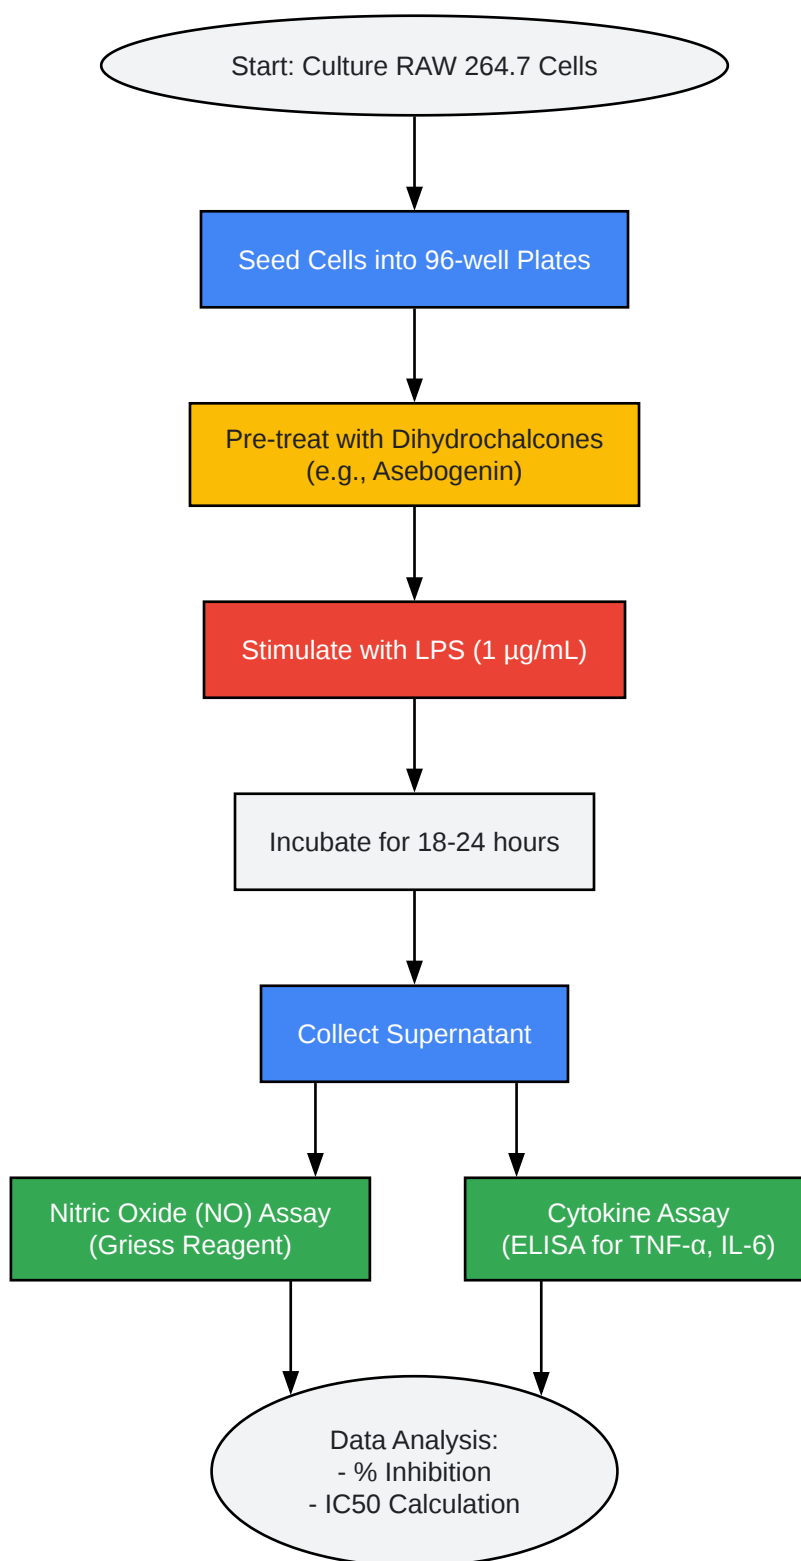 Start: Culture RAW 264.7 Cells
Seed Cells into 96-well Plates
Pre-treat with Dihydrochalcones
(e.g., Asebogenin)
Stimulate with LPS (1 µg/mL)
Incubate for 18-24 hours
Collect Supernatant
Nitric Oxide (NO) Assay
(Griess Reagent)
Cytokine Assay
(ELISA for TNF-α, IL-6)
Data Analysis:
- % Inhibition
- IC50 Calculation